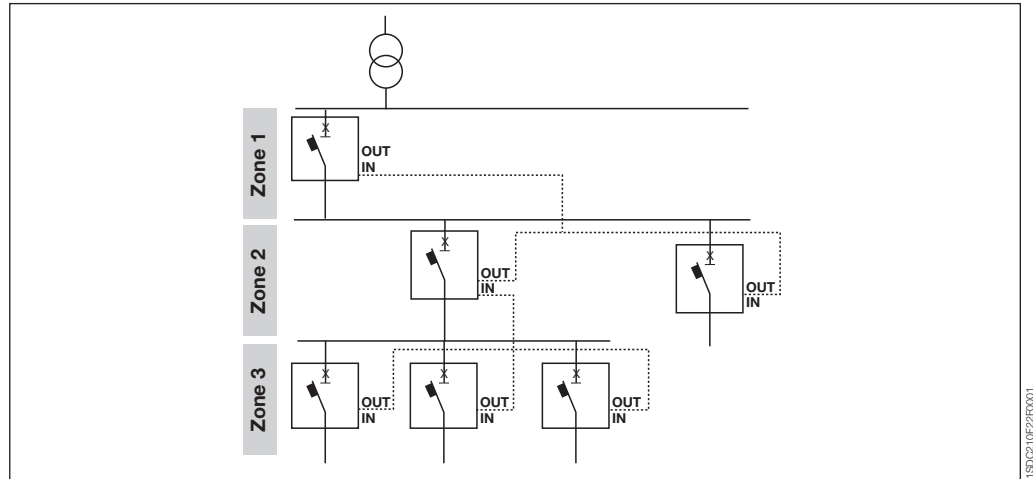 Zone 1
OUT
IN
Zone 2
OUT
IN
OUT
IN
Zone 3
OUT
IN
OUT
IN
OUT
IN
1SDC210F22F0001